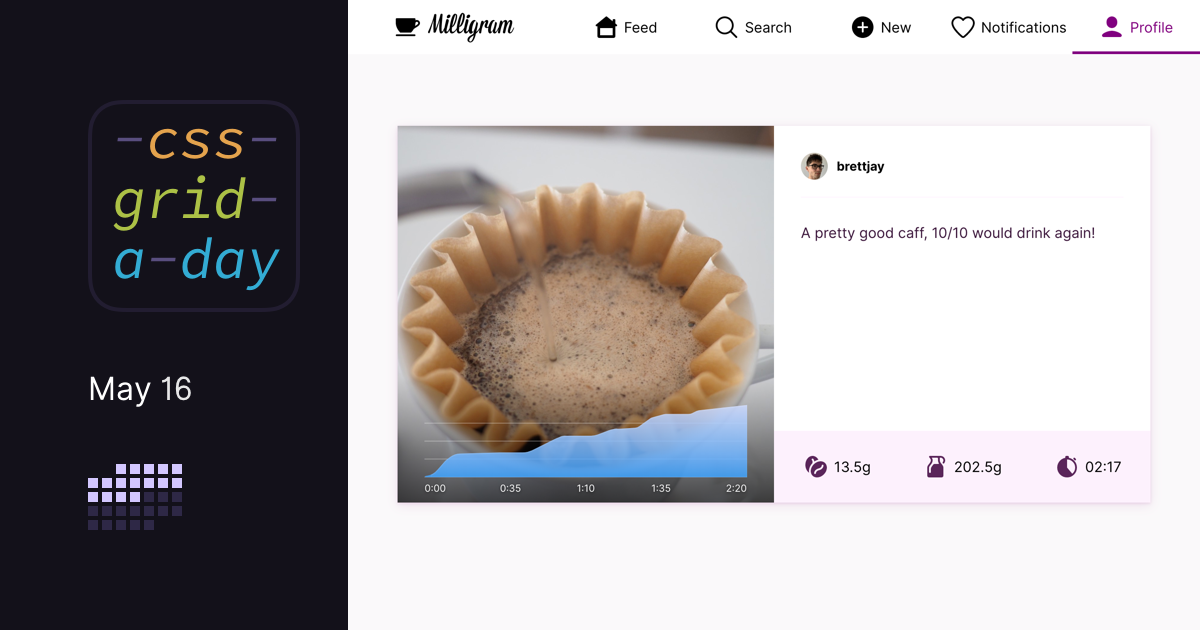 -css-
grid-
a-day
May 16
Milligram
Feed
Search
New
Notifications
Profile
brettjay
A pretty good caff, 10/10 would drink again!
0:00 0:35 1:10 1:35 2:20
13.5g 202.5g 02:17